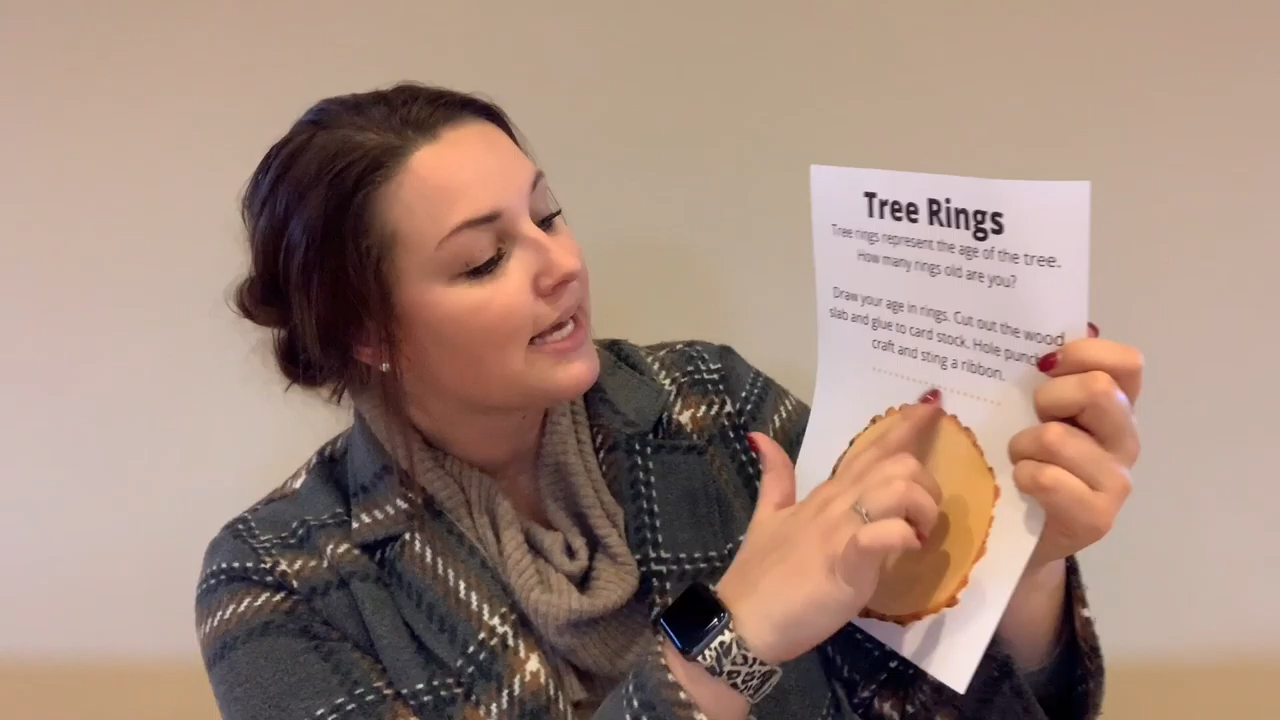 Tree Rings
Tree rings represent the age of the tree.
How many rings old are you?
Draw your age in rings. Cut out the wood
slab and glue to card stock. Hole punch
craft and sting a ribbon.